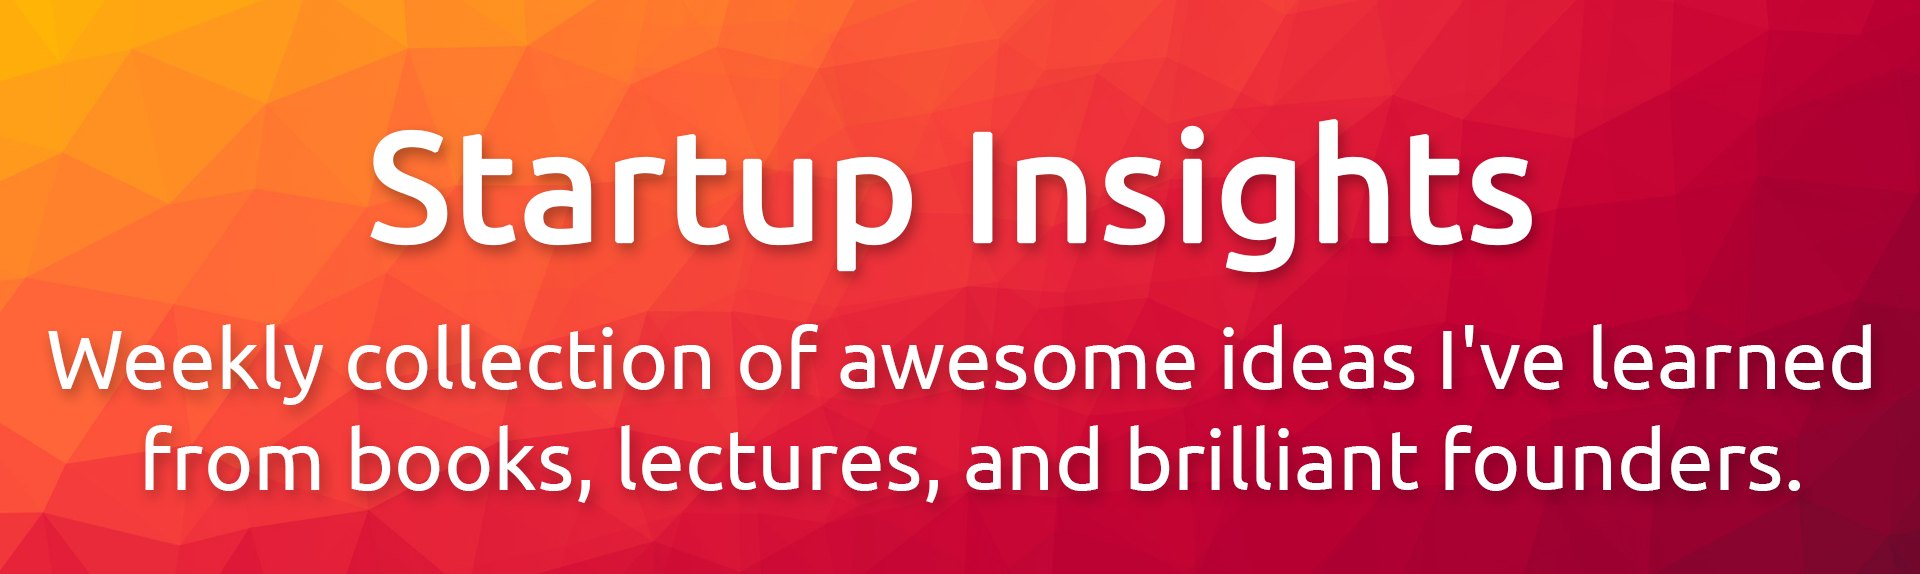 Startup Insights
Weekly collection of awesome ideas I've learned
from books, lectures, and brilliant founders.